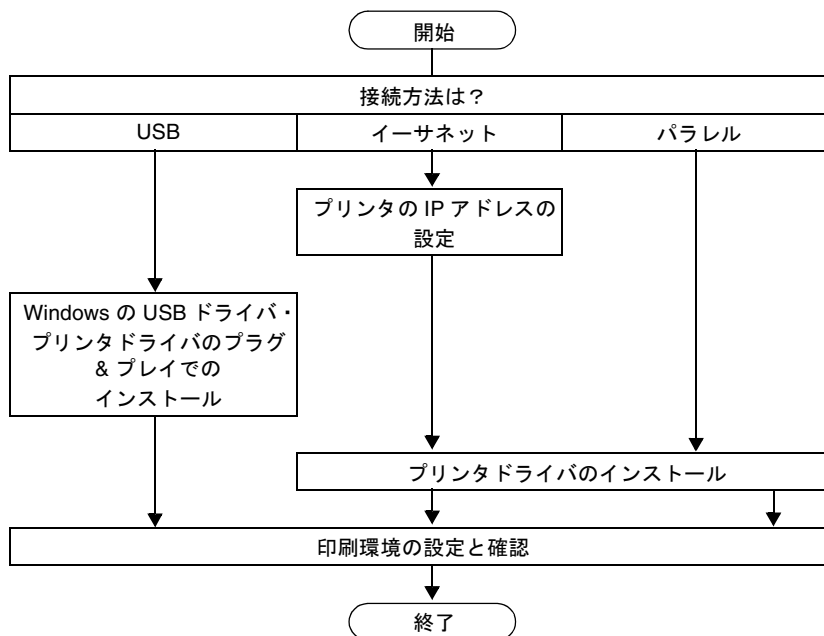 開始
接続方法は？
USB
イーサネット
パラレル
プリンタの IP アドレスの
設定
Windows の USB ドライバ・
プリンタドライバのプラグ
& プレイでの
インストール
プリンタドライバのインストール
印刷環境の設定と確認
終了